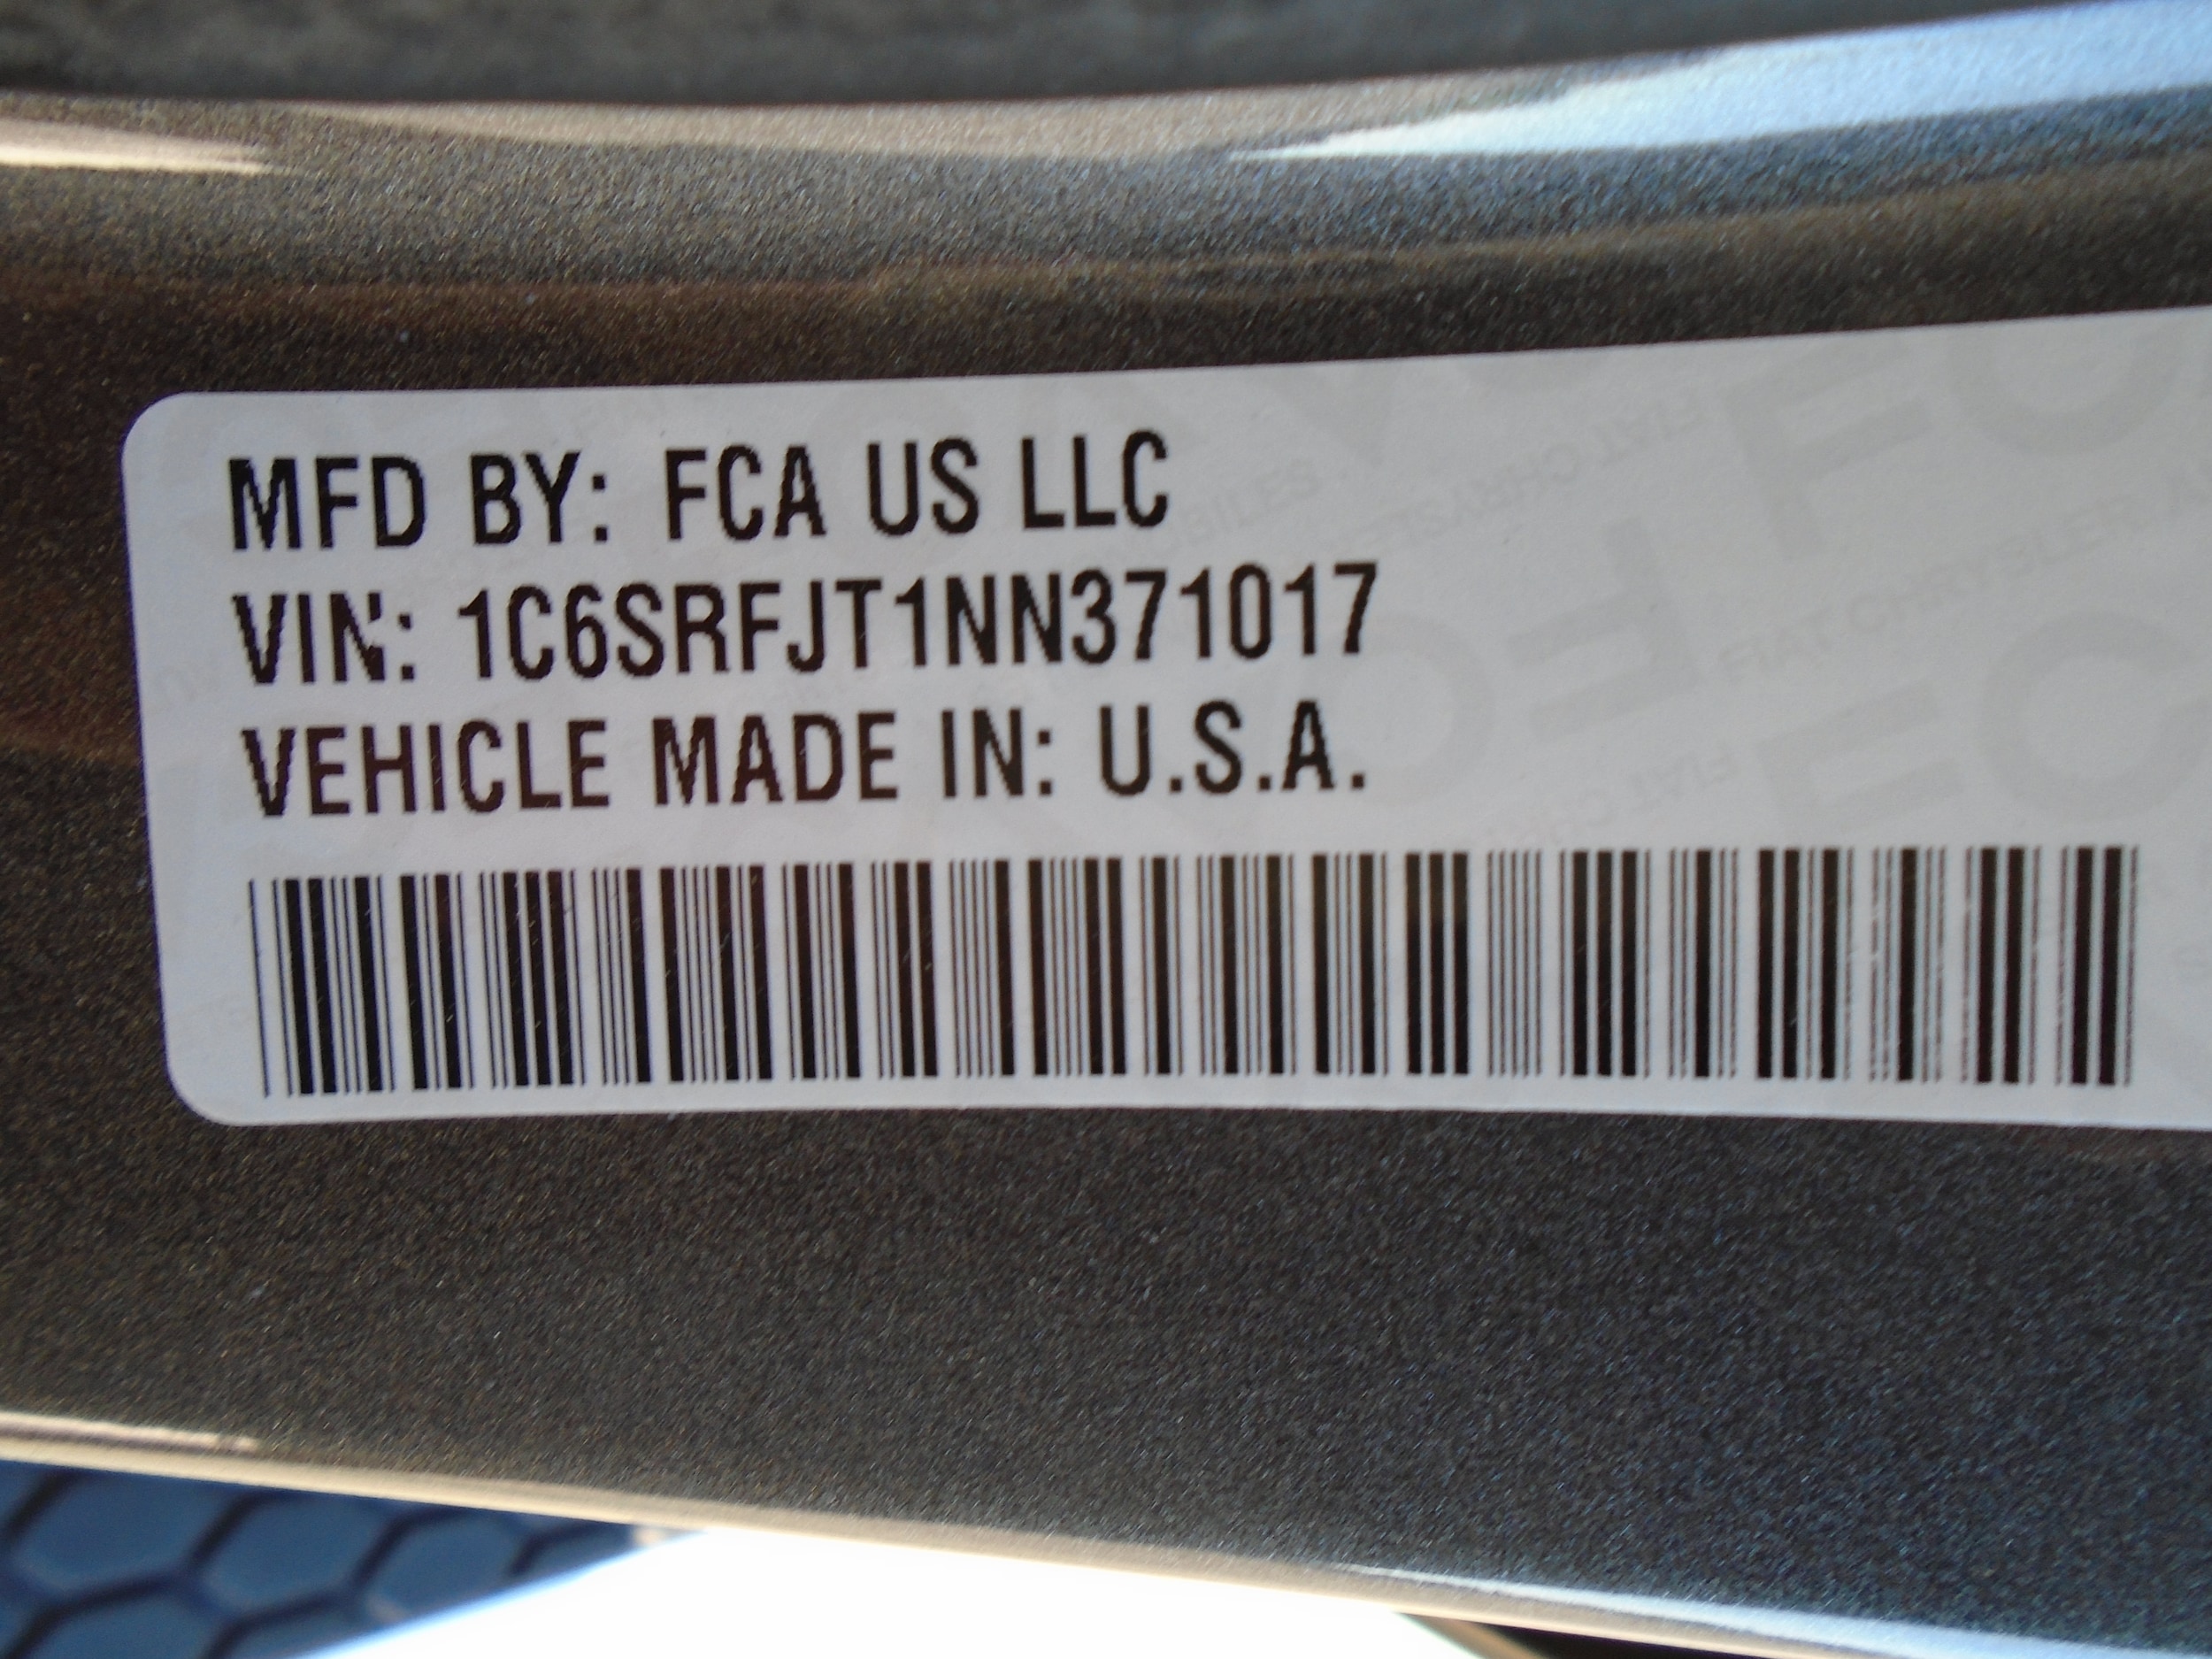 MFD BY: FCA US LLC
VIN: 1C6SRFJT1NN371017
VEHICLE MADE IN: U.S.A.